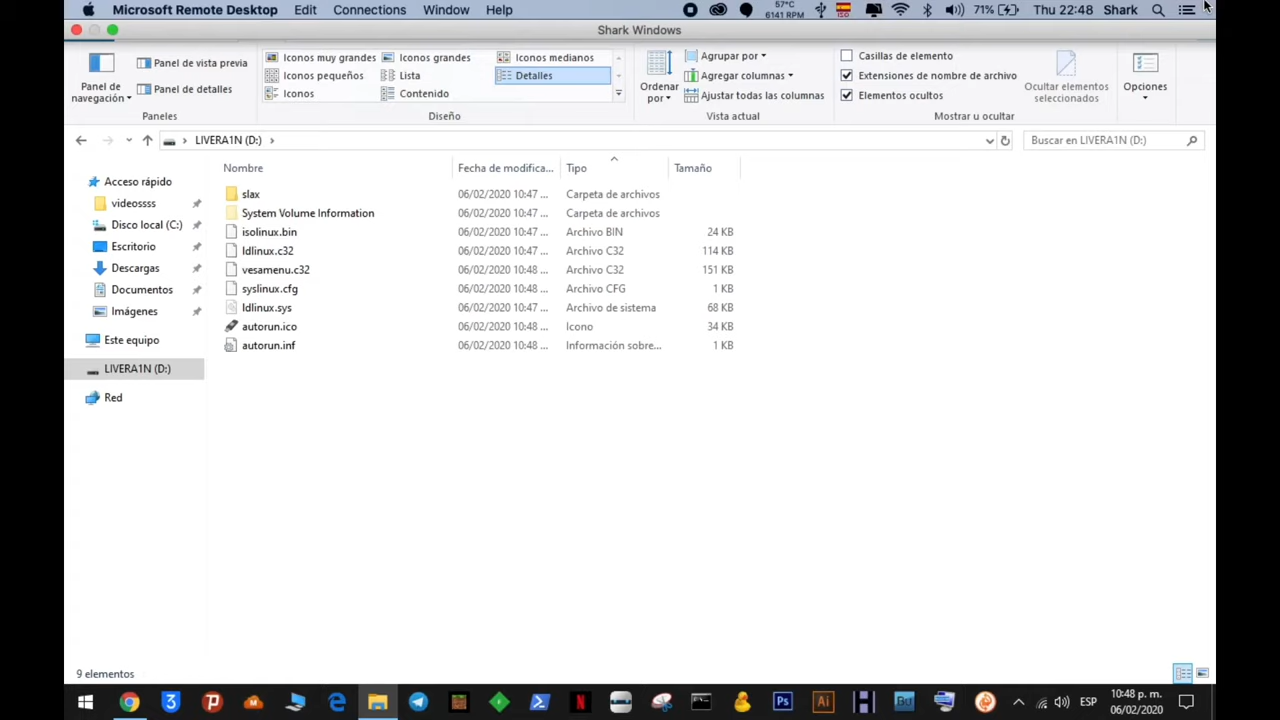 Microsoft Remote Desktop Edit Connections Window Help 57°C 6141 RPM ISO 71% Thu 22:48 Shark
Shark Windows
Panel de navegación
Panel de vista previa
Panel de detalles
Paneles
Iconos muy grandes Iconos grandes Iconos medianos
Iconos pequeños Lista Detalles
Iconos Contenido
Diseño
Ordenar por
Agrupar por
Agregar columnas
Ajustar todas las columnas
Vista actual
Casillas de elemento
Extensiones de nombre de archivo
Elementos ocultos
Ocultar elementos seleccionados
Mostrar u ocultar
Opciones
LIVERA1N (D:) Buscar en LIVERA1N (D:)
Acceso rápido
videossss
Disco local (C:)
Escritorio
Descargas
Documentos
Imágenes
Este equipo
LIVERA1N (D:)
Red
Nombre Fecha de modifica... Tipo Tamaño
slax 06/02/2020 10:47 ... Carpeta de archivos
System Volume Information 06/02/2020 10:47 ... Carpeta de archivos
isolinux.bin 06/02/2020 10:47 ... Archivo BIN 24 KB
ldlinux.c32 06/02/2020 10:47 ... Archivo C32 114 KB
vesamenu.c32 06/02/2020 10:48 ... Archivo C32 151 KB
syslinux.cfg 06/02/2020 10:48 ... Archivo CFG 1 KB
ldlinux.sys 06/02/2020 10:47 ... Archivo de sistema 68 KB
autorun.ico 06/02/2020 10:48 ... Icono 34 KB
autorun.inf 06/02/2020 10:48 ... Información sobre... 1 KB
9 elementos
3 Ps Ai Bu ESP 10:48 p. m.
06/02/2020